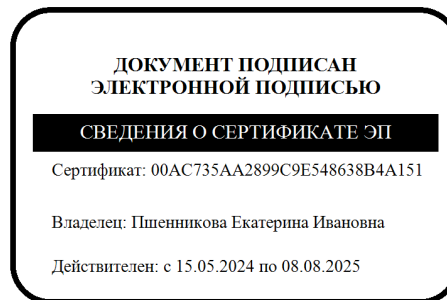 ДОКУМЕНТ ПОДПИСАН
ЭЛЕКТРОННОЙ ПОДПИСЬЮ
СВЕДЕНИЯ О СЕРТИФИКАТЕ ЭП
Сертификат: 00AC735AA2899C9E548638B4A151
Владелец: Пшенникова Екатерина Ивановна
Действителен: с 15.05.2024 по 08.08.2025